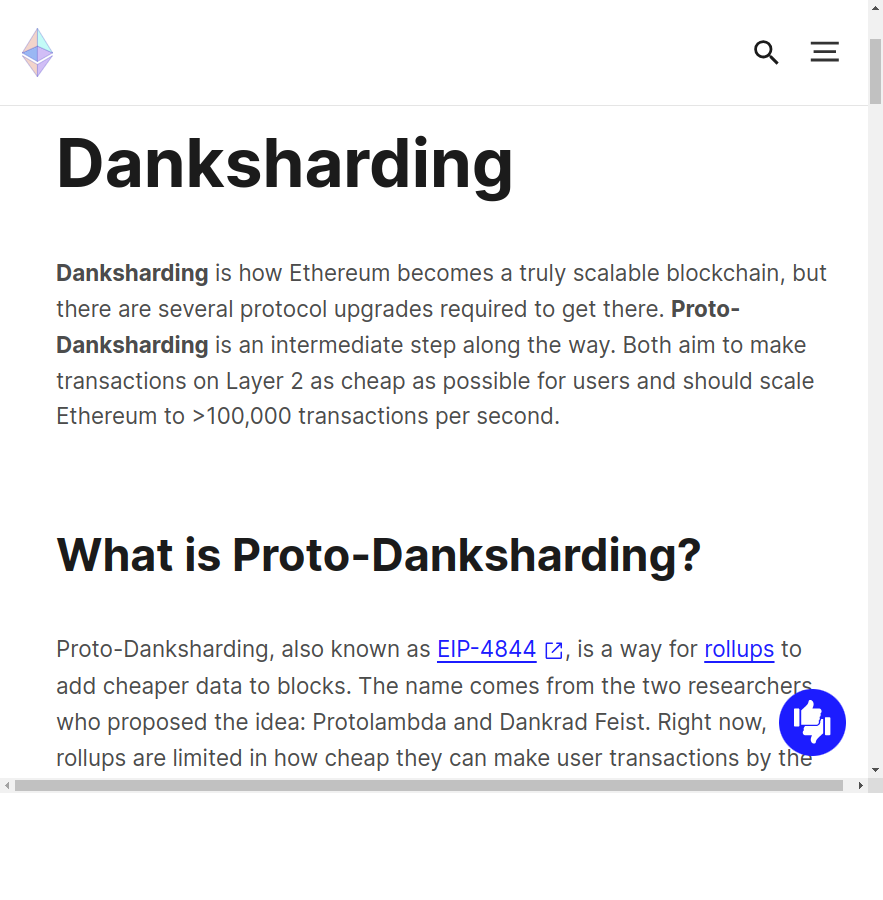 Danksharding
Danksharding is how Ethereum becomes a truly scalable blockchain, but
there are several protocol upgrades required to get there. Proto-
Danksharding is an intermediate step along the way. Both aim to make
transactions on Layer 2 as cheap as possible for users and should scale
Ethereum to >100,000 transactions per second.
What is Proto-Danksharding?
Proto-Danksharding, also known as EIP-4844, is a way for rollups to
add cheaper data to blocks. The name comes from the two researchers
who proposed the idea: Protolambda and Dankrad Feist. Right now,
rollups are limited in how cheap they can make user transactions by the